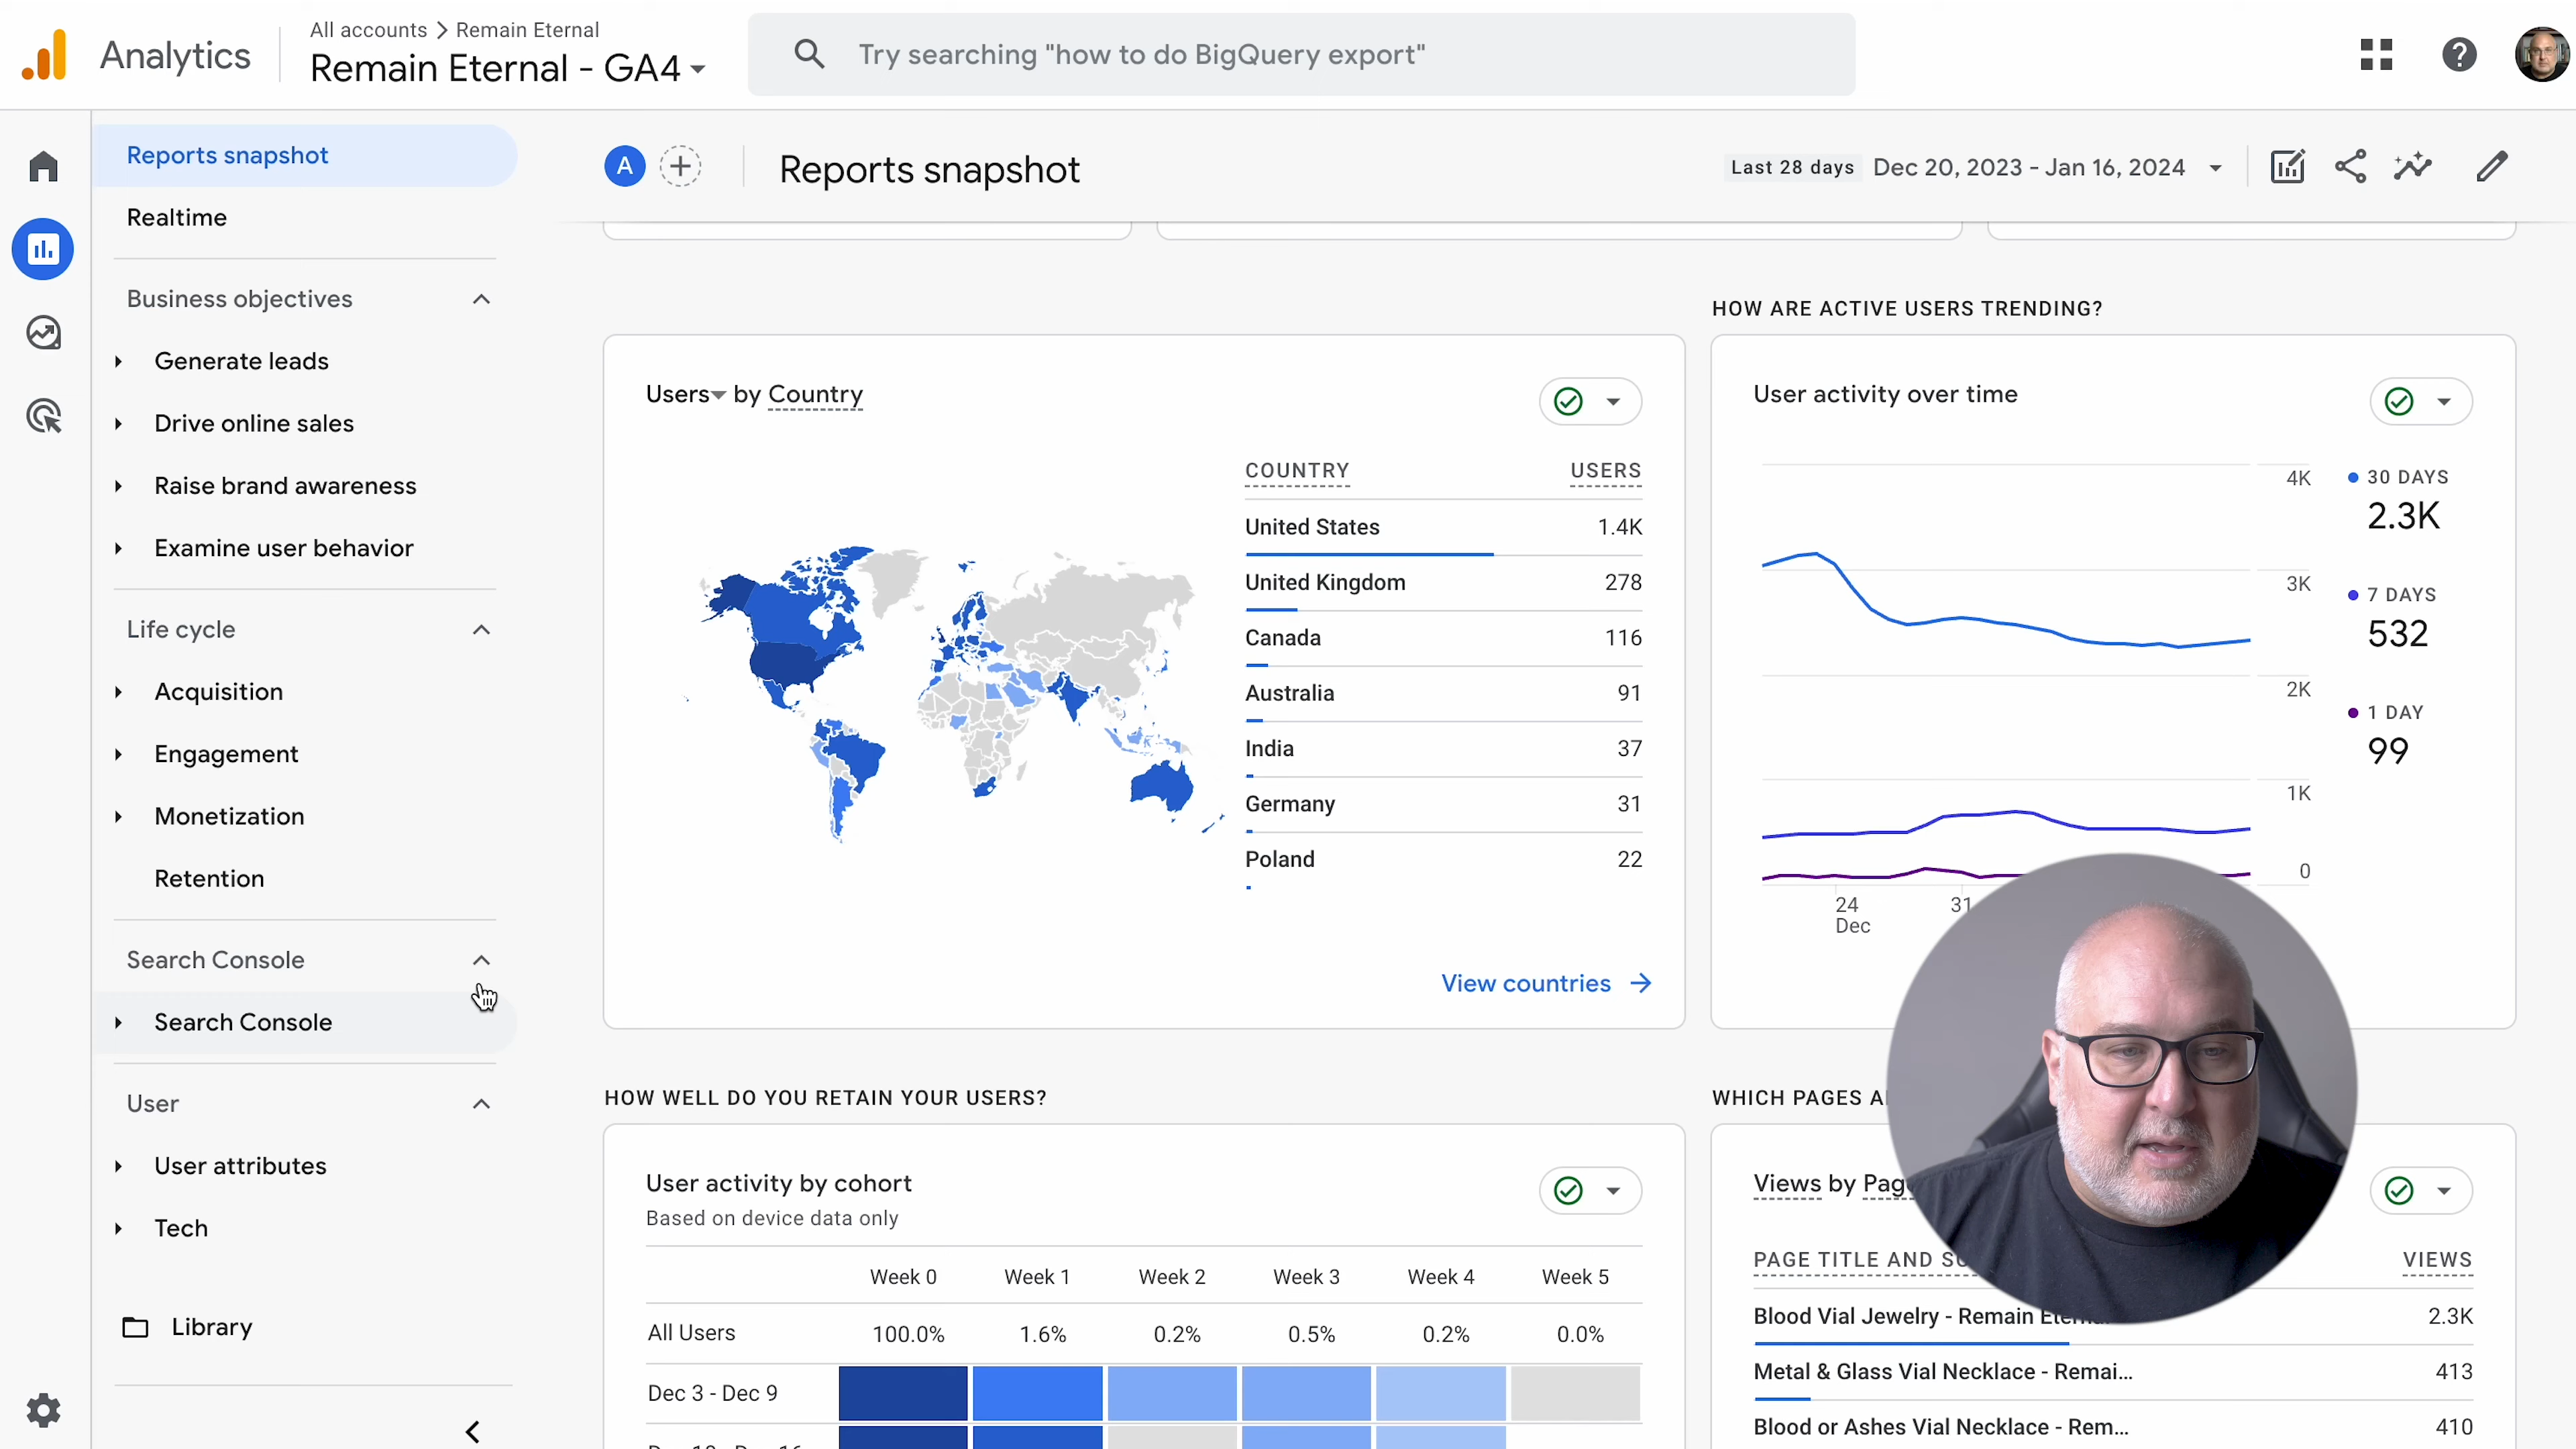 Analytics
All accounts > Remain Eternal
Remain Eternal - GA4
Try searching "how to do BigQuery export"
Reports snapshot
Realtime
Business objectives
Generate leads
Drive online sales
Raise brand awareness
Examine user behavior
Life cycle
Acquisition
Engagement
Monetization
Retention
Search Console
Search Console
User
User attributes
Tech
Library
A
Reports snapshot
Last 28 days Dec 20, 2023 - Jan 16, 2024
Users by Country
COUNTRY USERS
United States 1.4K
United Kingdom 278
Canada 116
Australia 91
India 37
Germany 31
Poland 22
View countries
HOW ARE ACTIVE USERS TRENDING?
User activity over time
4K
3K
2K
1K
0
24 31
Dec
30 DAYS
2.3K
7 DAYS
532
1 DAY
99
HOW WELL DO YOU RETAIN YOUR USERS?
User activity by cohort
Based on device data only
Week 0 Week 1 Week 2 Week 3 Week 4 Week 5
All Users 100.0% 1.6% 0.2% 0.5% 0.2% 0.0%
Dec 3 - Dec 9
WHICH PAGES
Views by
PAGE TITLE AND VIEWS
Blood Vial Jewelry - Remain 2.3K
Metal & Glass Vial Necklace - Remai... 413
Blood or Ashes Vial Necklace - Rem... 410